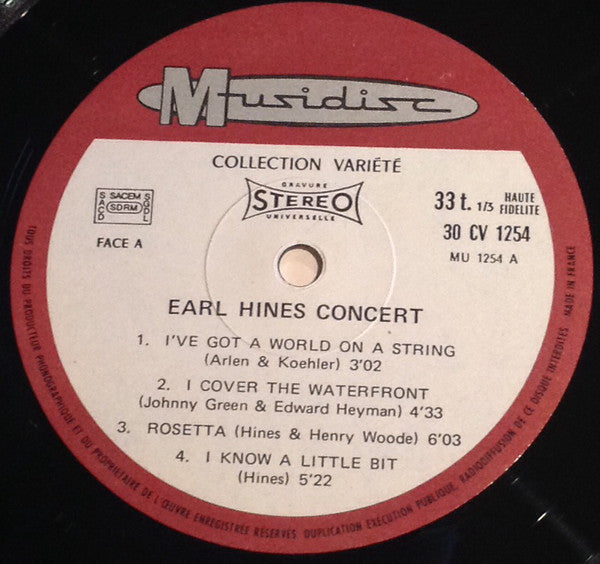 Musidisc
COLLECTION VARIÉTÉ
GRAVURE
STEREO
UNIVERSELLE
SACEM
SACD
SDRM
SGDL
FACE A
33 t. 1/3 HAUTE FIDELITE
30 CV 1254
MU 1254 A
EARL HINES CONCERT
1. I'VE GOT A WORLD ON A STRING
(Arlen & Koehler) 3'02
2. I COVER THE WATERFRONT
(Johnny Green & Edward Heyman) 4'33
3. ROSETTA (Hines & Henry Woode) 6'03
4. I KNOW A LITTLE BIT
(Hines) 5'22
TOUS DROITS DU PRODUCTEUR PHONOGRAPHIQUE ET DU PROPRIETAIRE DE L'ŒUVRE ENREGISTREE RESERVES. DUPLICATION EXECUTION PUBLIQUE, RADIODIFFUSION DE CE DISQUE INTERDITES. MADE IN FRANCE